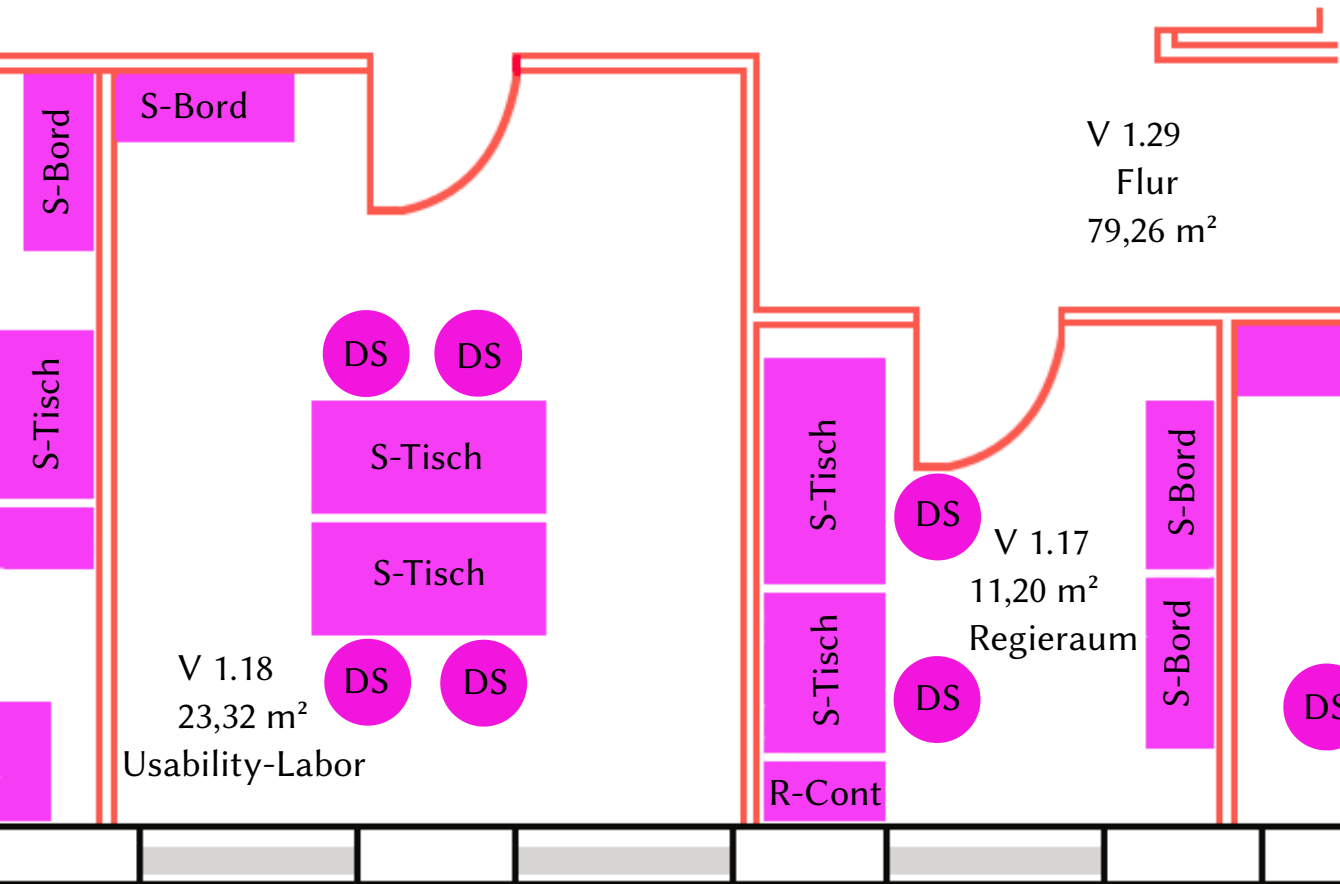 S-Bord
S-Bord
V 1.29
Flur
79,26 m²
DS
DS
S-Tisch
S-Tisch
S-Tisch
S-Tisch
DS
S-Bord
V 1.17
11,20 m²
Regieraum
S-Tisch
S-Bord
V 1.18
23,32 m²
Usability-Labor
DS
DS
DS
DS
R-Cont